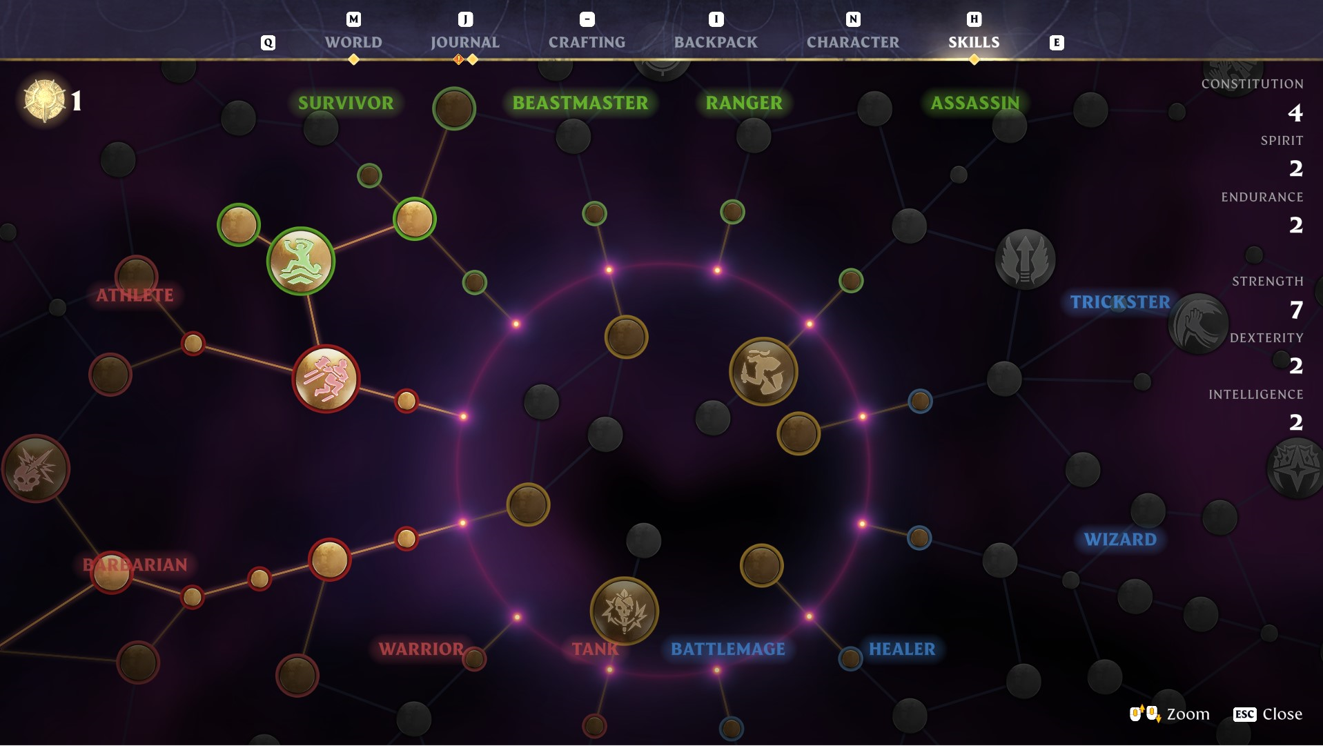 M J - I N H
Q WORLD JOURNAL CRAFTING BACKPACK CHARACTER SKILLS E
!
1
SURVIVOR BEASTMASTER RANGER ASSASSIN
CONSTITUTION
4
SPIRIT
2
ENDURANCE
2
STRENGTH
7
DEXTERITY
2
INTELLIGENCE
2
ATHLETE
TRICKSTER
BARBARIAN
WIZARD
WARRIOR TANK BATTLEMAGE HEALER
Zoom ESC Close